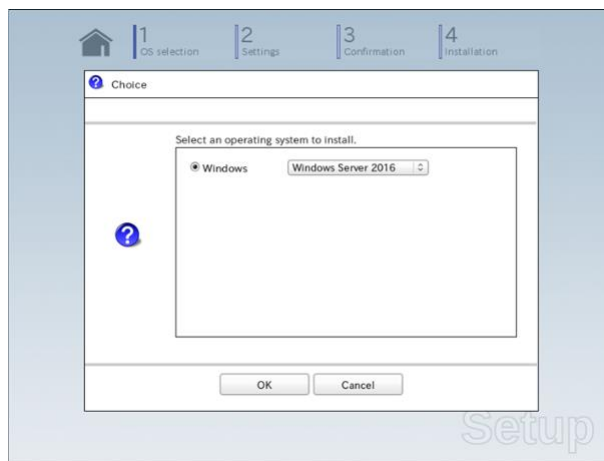 1 2 3 4
OS selection Settings Confirmation Installation
Choice
Select an operating system to install.
Windows Windows Server 2016
OK Cancel
Setup